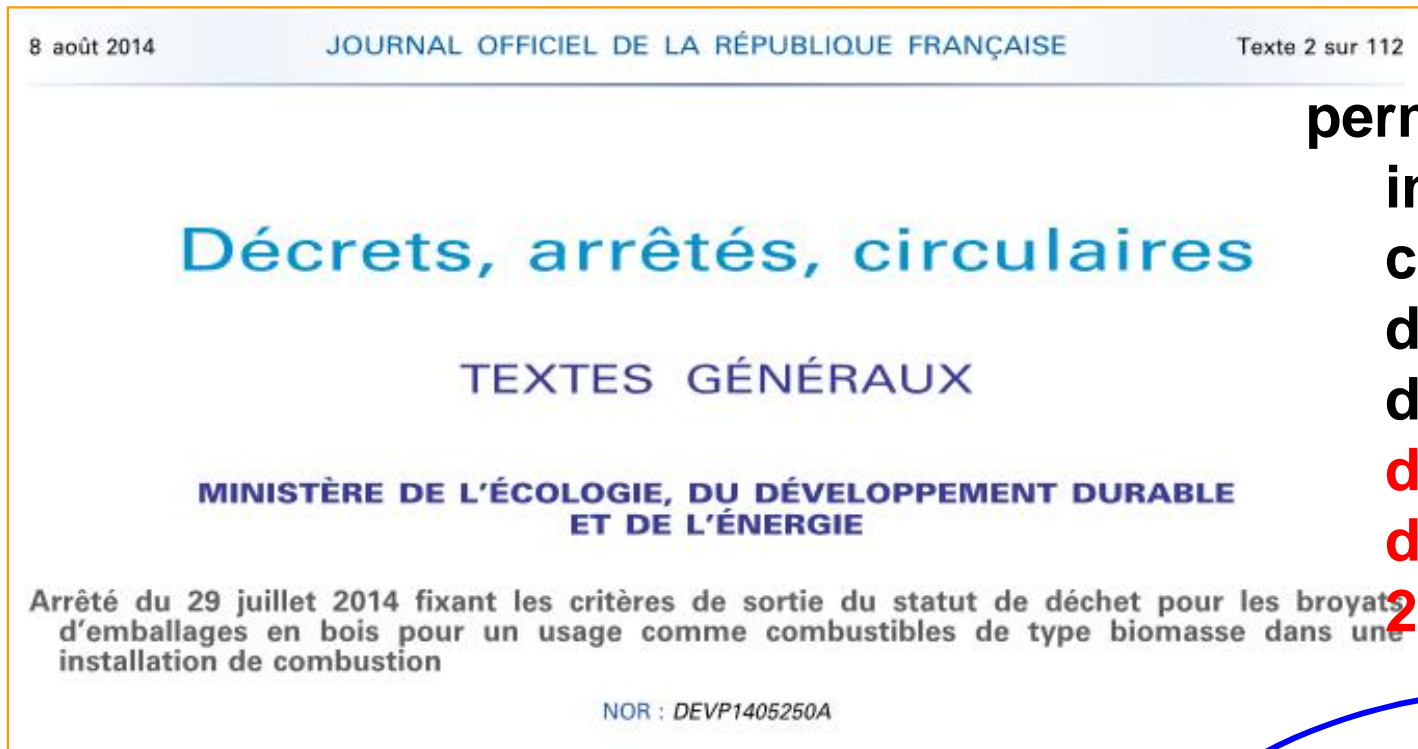 8 août 2014 JOURNAL OFFICIEL DE LA RÉPUBLIQUE FRANÇAISE Texte 2 sur 112
Décrets, arrêtés, circulaires
TEXTES GÉNÉRAUX
MINISTÈRE DE L'ÉCOLOGIE, DU DÉVELOPPEMENT DURABLE
ET DE L'ÉNERGIE
Arrêté du 29 juillet 2014 fixant les critères de sortie du statut de déchet pour les broyats
d'emballages en bois pour un usage comme combustibles de type biomasse dans une
installation de combustion
NOR : DEVP1405250A